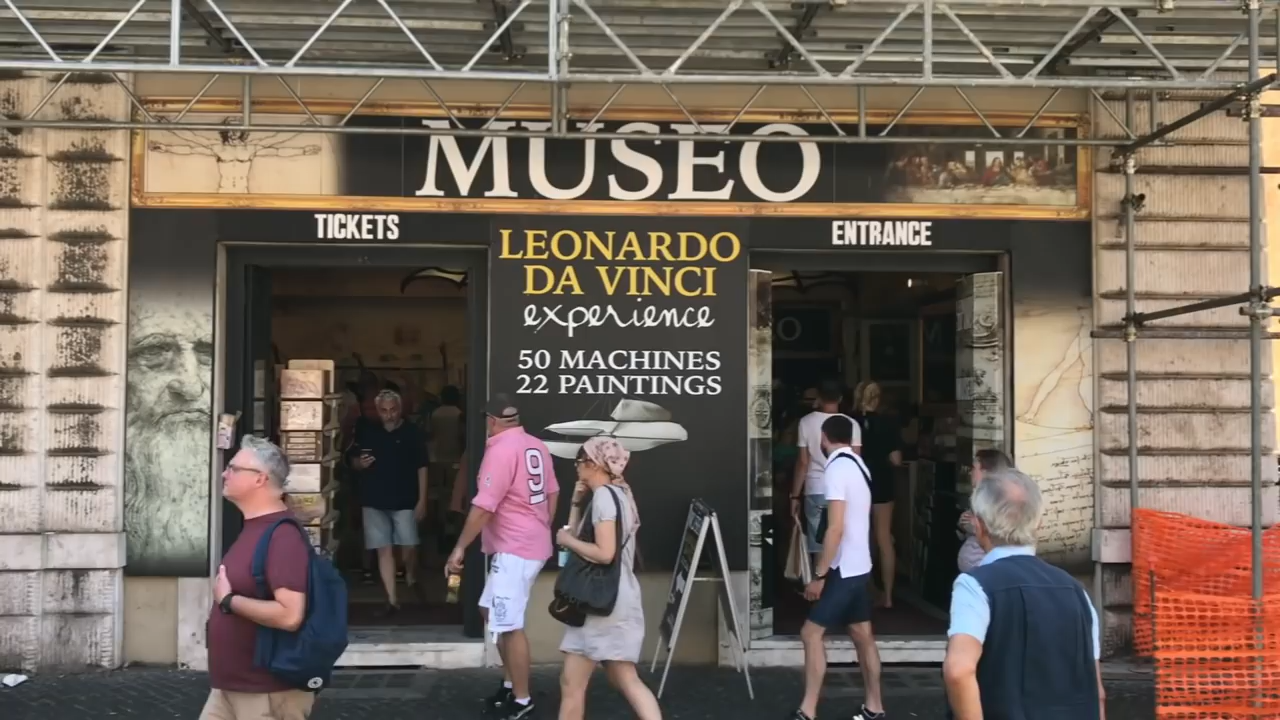 MUSEO
TICKETS
ENTRANCE
LEONARDO
DA VINCI
experience
50 MACHINES
22 PAINTINGS
9